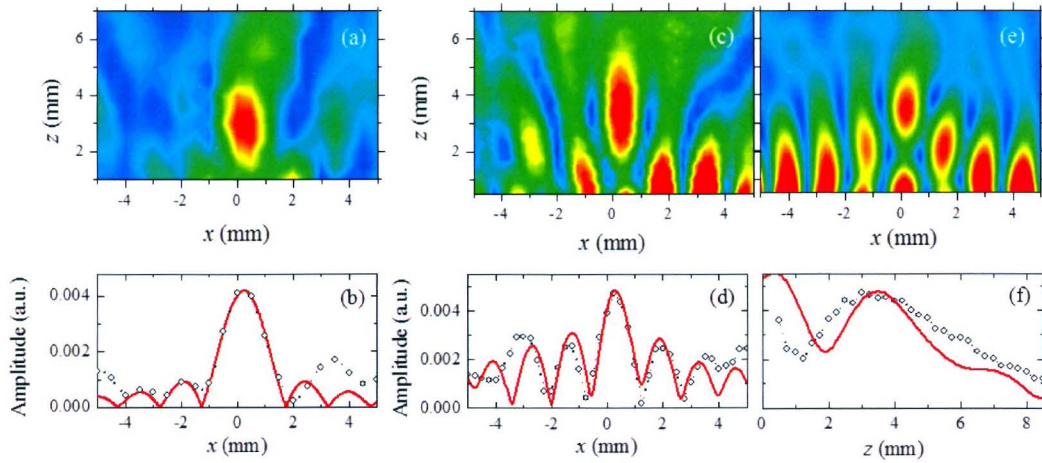 (a)
6
4
2
z (mm)
-4 -2 0 2 4
x (mm)
(c)
6
4
2
z (mm)
-4 -2 0 2 4
x (mm)
(e)
-4 -2 0 2 4
x (mm)
(b)
0.004
0.002
0.000
Amplitude (a.u.)
-4 -2 0 2 4
x (mm)
(d)
0.004
0.002
0.000
Amplitude (a.u.)
-4 -2 0 2 4
x (mm)
(f)
0 2 4 6 8
z (mm)